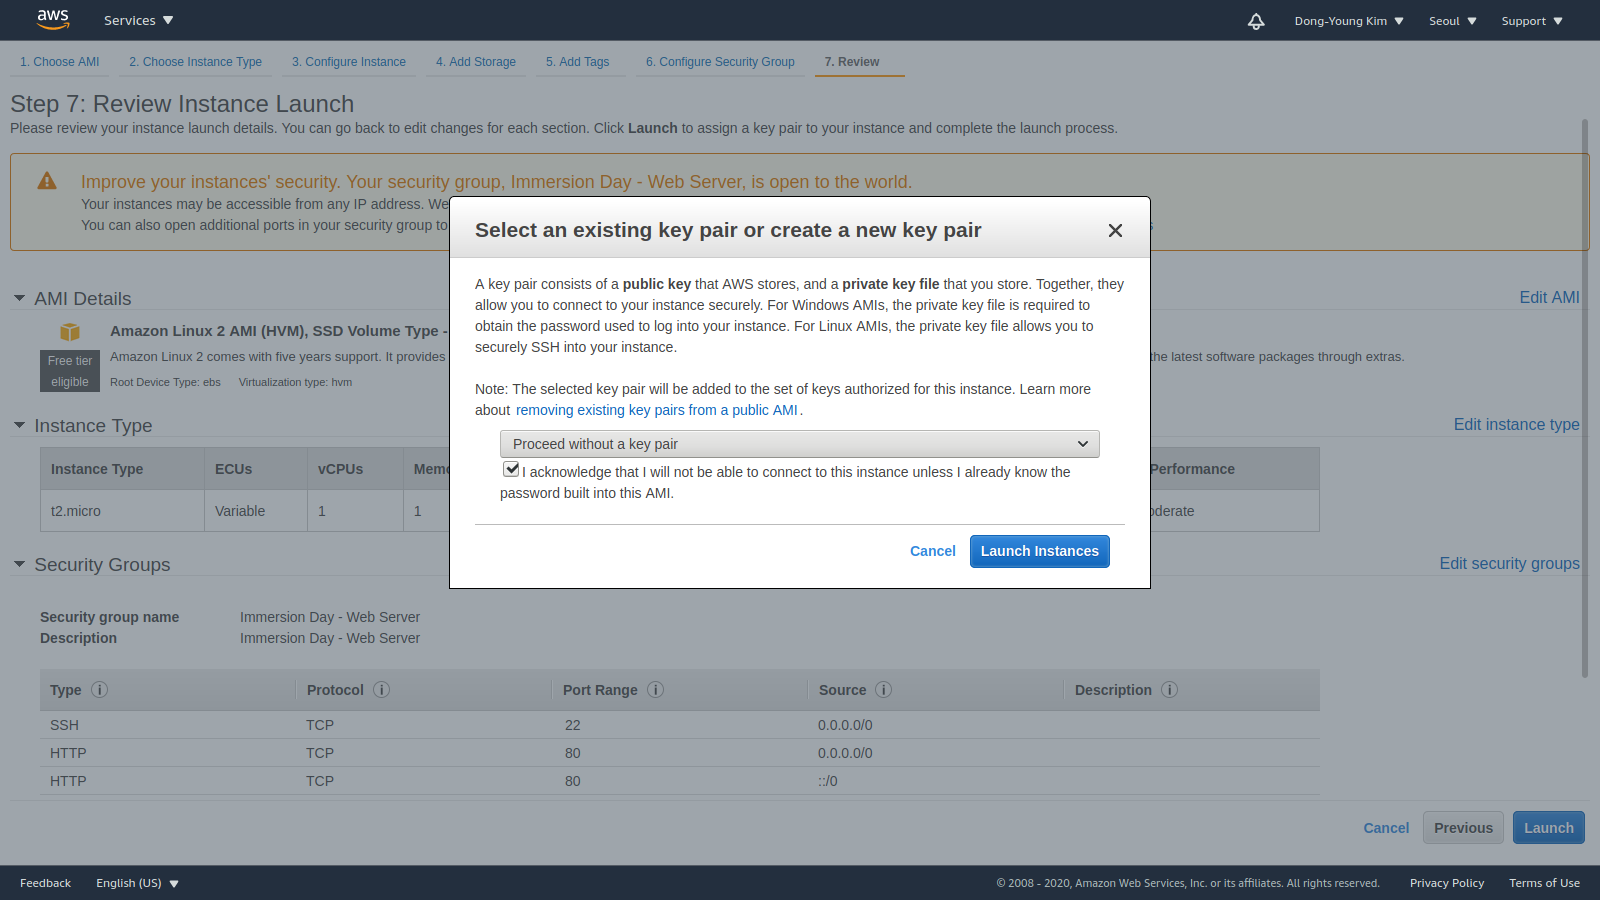 aws
Services
Dong-Young Kim
Seoul
Support
1. Choose AMI
2. Choose Instance Type
3. Configure Instance
4. Add Storage
5. Add Tags
6. Configure Security Group
7. Review
Step 7: Review Instance Launch
Please review your instance launch details. You can go back to edit changes for each section. Click Launch to assign a key pair to your instance and complete the launch process.
Improve your instances' security. Your security group, Immersion Day - Web Server, is open to the world.
Your instances may be accessible from any IP address. We
You can also open additional ports in your security group to
Select an existing key pair or create a new key pair
A key pair consists of a public key that AWS stores, and a private key file that you store. Together, they
allow you to connect to your instance securely. For Windows AMIs, the private key file is required to
obtain the password used to log into your instance. For Linux AMIs, the private key file allows you to
securely SSH into your instance.
Note: The selected key pair will be added to the set of keys authorized for this instance. Learn more
about removing existing key pairs from a public AMI.
Proceed without a key pair
I acknowledge that I will not be able to connect to this instance unless I already know the
password built into this AMI.
Cancel
Launch Instances
AMI Details
Edit AMI
Amazon Linux 2 AMI (HVM), SSD Volume Type -
Free tier
eligible
Amazon Linux 2 comes with five years support. It provides
the latest software packages through extras.
Root Device Type: ebs
Virtualization type: hvm
Instance Type
Edit instance type
Instance Type
ECUs
vCPUs
Performance
t2.micro
Variable
1
1
Security Groups
Edit security groups
Security group name
Immersion Day - Web Server
Description
Immersion Day - Web Server
Type
Protocol
Port Range
Source
Description
SSH
TCP
22
0.0.0.0/0
HTTP
TCP
80
0.0.0.0/0
HTTP
TCP
80
::/0
Cancel
Previous
Launch
Feedback
English (US)
© 2008 - 2020, Amazon Web Services, Inc. or its affiliates. All rights reserved.
Privacy Policy
Terms of Use